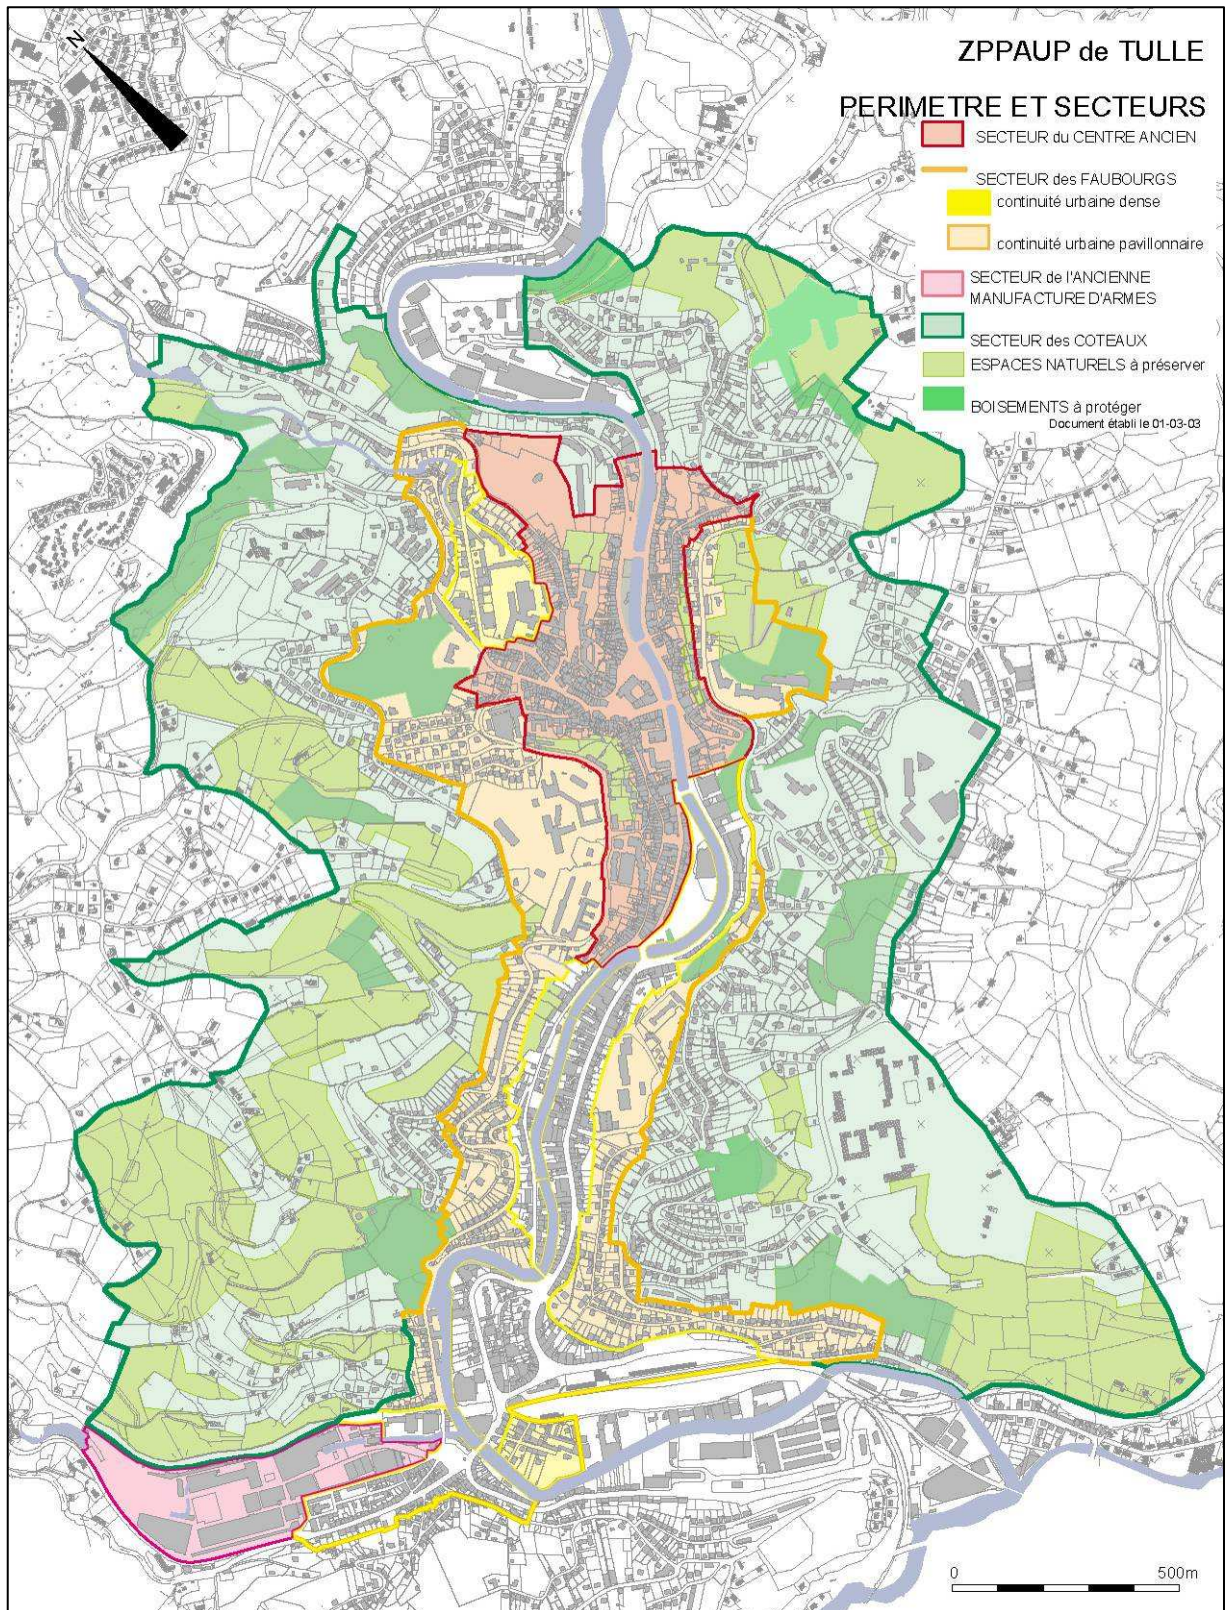 N
ZPPAUP de TULLE
PERIMETRE ET SECTEURS
SECTEUR du CENTRE ANCIEN
SECTEUR des FAUBOURGS
continuité urbaine dense
continuité urbaine pavillonnaire
SECTEUR de l'ANCIENNE
MANUFACTURE D'ARMES
SECTEUR des COTEAUX
ESPACES NATURELS à préserver
BOISEMENTS à protéger
Document établi le 01-03-03
0 500m